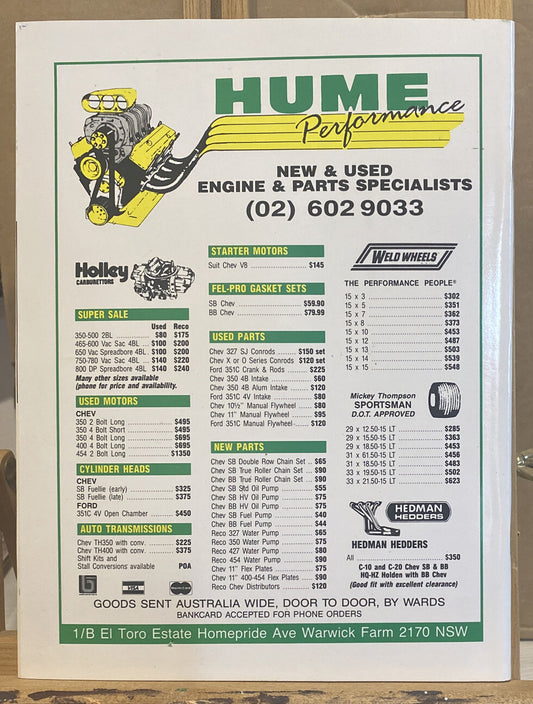 HUME
Performance
NEW & USED
ENGINE & PARTS SPECIALISTS
(02) 602 9033
Holley
CARBURETTORS
SUPER SALE
Used Reco
350-500 2BL $80 $175
465-600 Vac Sac 4BL $100 $200
650 Vac Spreadbore 4BL $100 $200
750-780 Vac Sac 4BL $140 $220
800 DP Spreadbore 4BL $140 $240
Many other sizes available
(phone for price and availability.
USED MOTORS
CHEV
350 2 Bolt Long $495
350 4 Bolt Short $495
350 4 Bolt Long $695
400 4 Bolt Long $695
454 2 Bolt Long $1350
CYLINDER HEADS
CHEV
SB Fuellie (early) $325
SB Fuellie (late) $375
FORD
351C 4V Open Chamber $450
AUTO TRANSMISSIONS
Chev TH350 with conv. $225
Chev TH400 with conv. $375
Shift Kits and
Stall Conversions available POA
VISA
STARTER MOTORS
Suit Chev V8 $145
FEL-PRO GASKET SETS
SB Chev $59.90
BB Chev $79.99
USED PARTS
Chev 327 SJ Conrods $150 set
Chev X or O Series Conrods $120 set
Ford 351C Crank & Rods $225
Chev 350 4B Intake $60
Chev 350 4B Alum Intake $120
Ford 351C 4V Intake $80
Chev 10½" Manual Flywheel $80
Chev 11" Manual Flywheel $95
Ford 351C Manual Flywheel $120
NEW PARTS
Chev SB Double Row Chain Set $65
Chev SB True Roller Chain Set $90
Chev BB True Roller Chain Set $90
Chev SB Std Oil Pump $55
Chev SB HV Oil Pump $75
Chev BB HV Oil Pump $75
Chev SB Fuel Pump $40
Chev BB Fuel Pump $44
Reco 327 Water Pump $65
Reco 350 Water Pump $75
Reco 427 Water Pump $80
Reco 454 Water Pump $90
Chev 11" Flex Plates $75
Chev 11" 400-454 Flex Plates $90
Reco Chev Distributors $120
WELD WHEELS
THE PERFORMANCE PEOPLE®
15 x 3 $302
15 x 5 $351
15 x 7 $362
15 x 8 $373
15 x 10 $453
15 x 12 $487
15 x 13 $503
15 x 14 $539
15 x 15 $548
Mickey Thompson
SPORTSMAN
D.O.T. APPROVED
29 x 12.50-15 LT $285
29 x 15.50-15 LT $363
29 x 18.50-15 LT $453
31 x 61.50-15 LT $456
31 x 18.50-15 LT $483
33 x 19.50-15 LT $502
33 x 21.50-15 LT $623
HEDMAN
HEDDERS
HEDMAN HEDDERS
All $350
C-10 and C-20 Chev SB & BB
HQ-HZ Holden with BB Chev
(Good fit with excellent clearance)
GOODS SENT AUSTRALIA WIDE, DOOR TO DOOR, BY WARDS
BANKCARD ACCEPTED FOR PHONE ORDERS
1/B El Toro Estate Homepride Ave Warwick Farm 2170 NSW